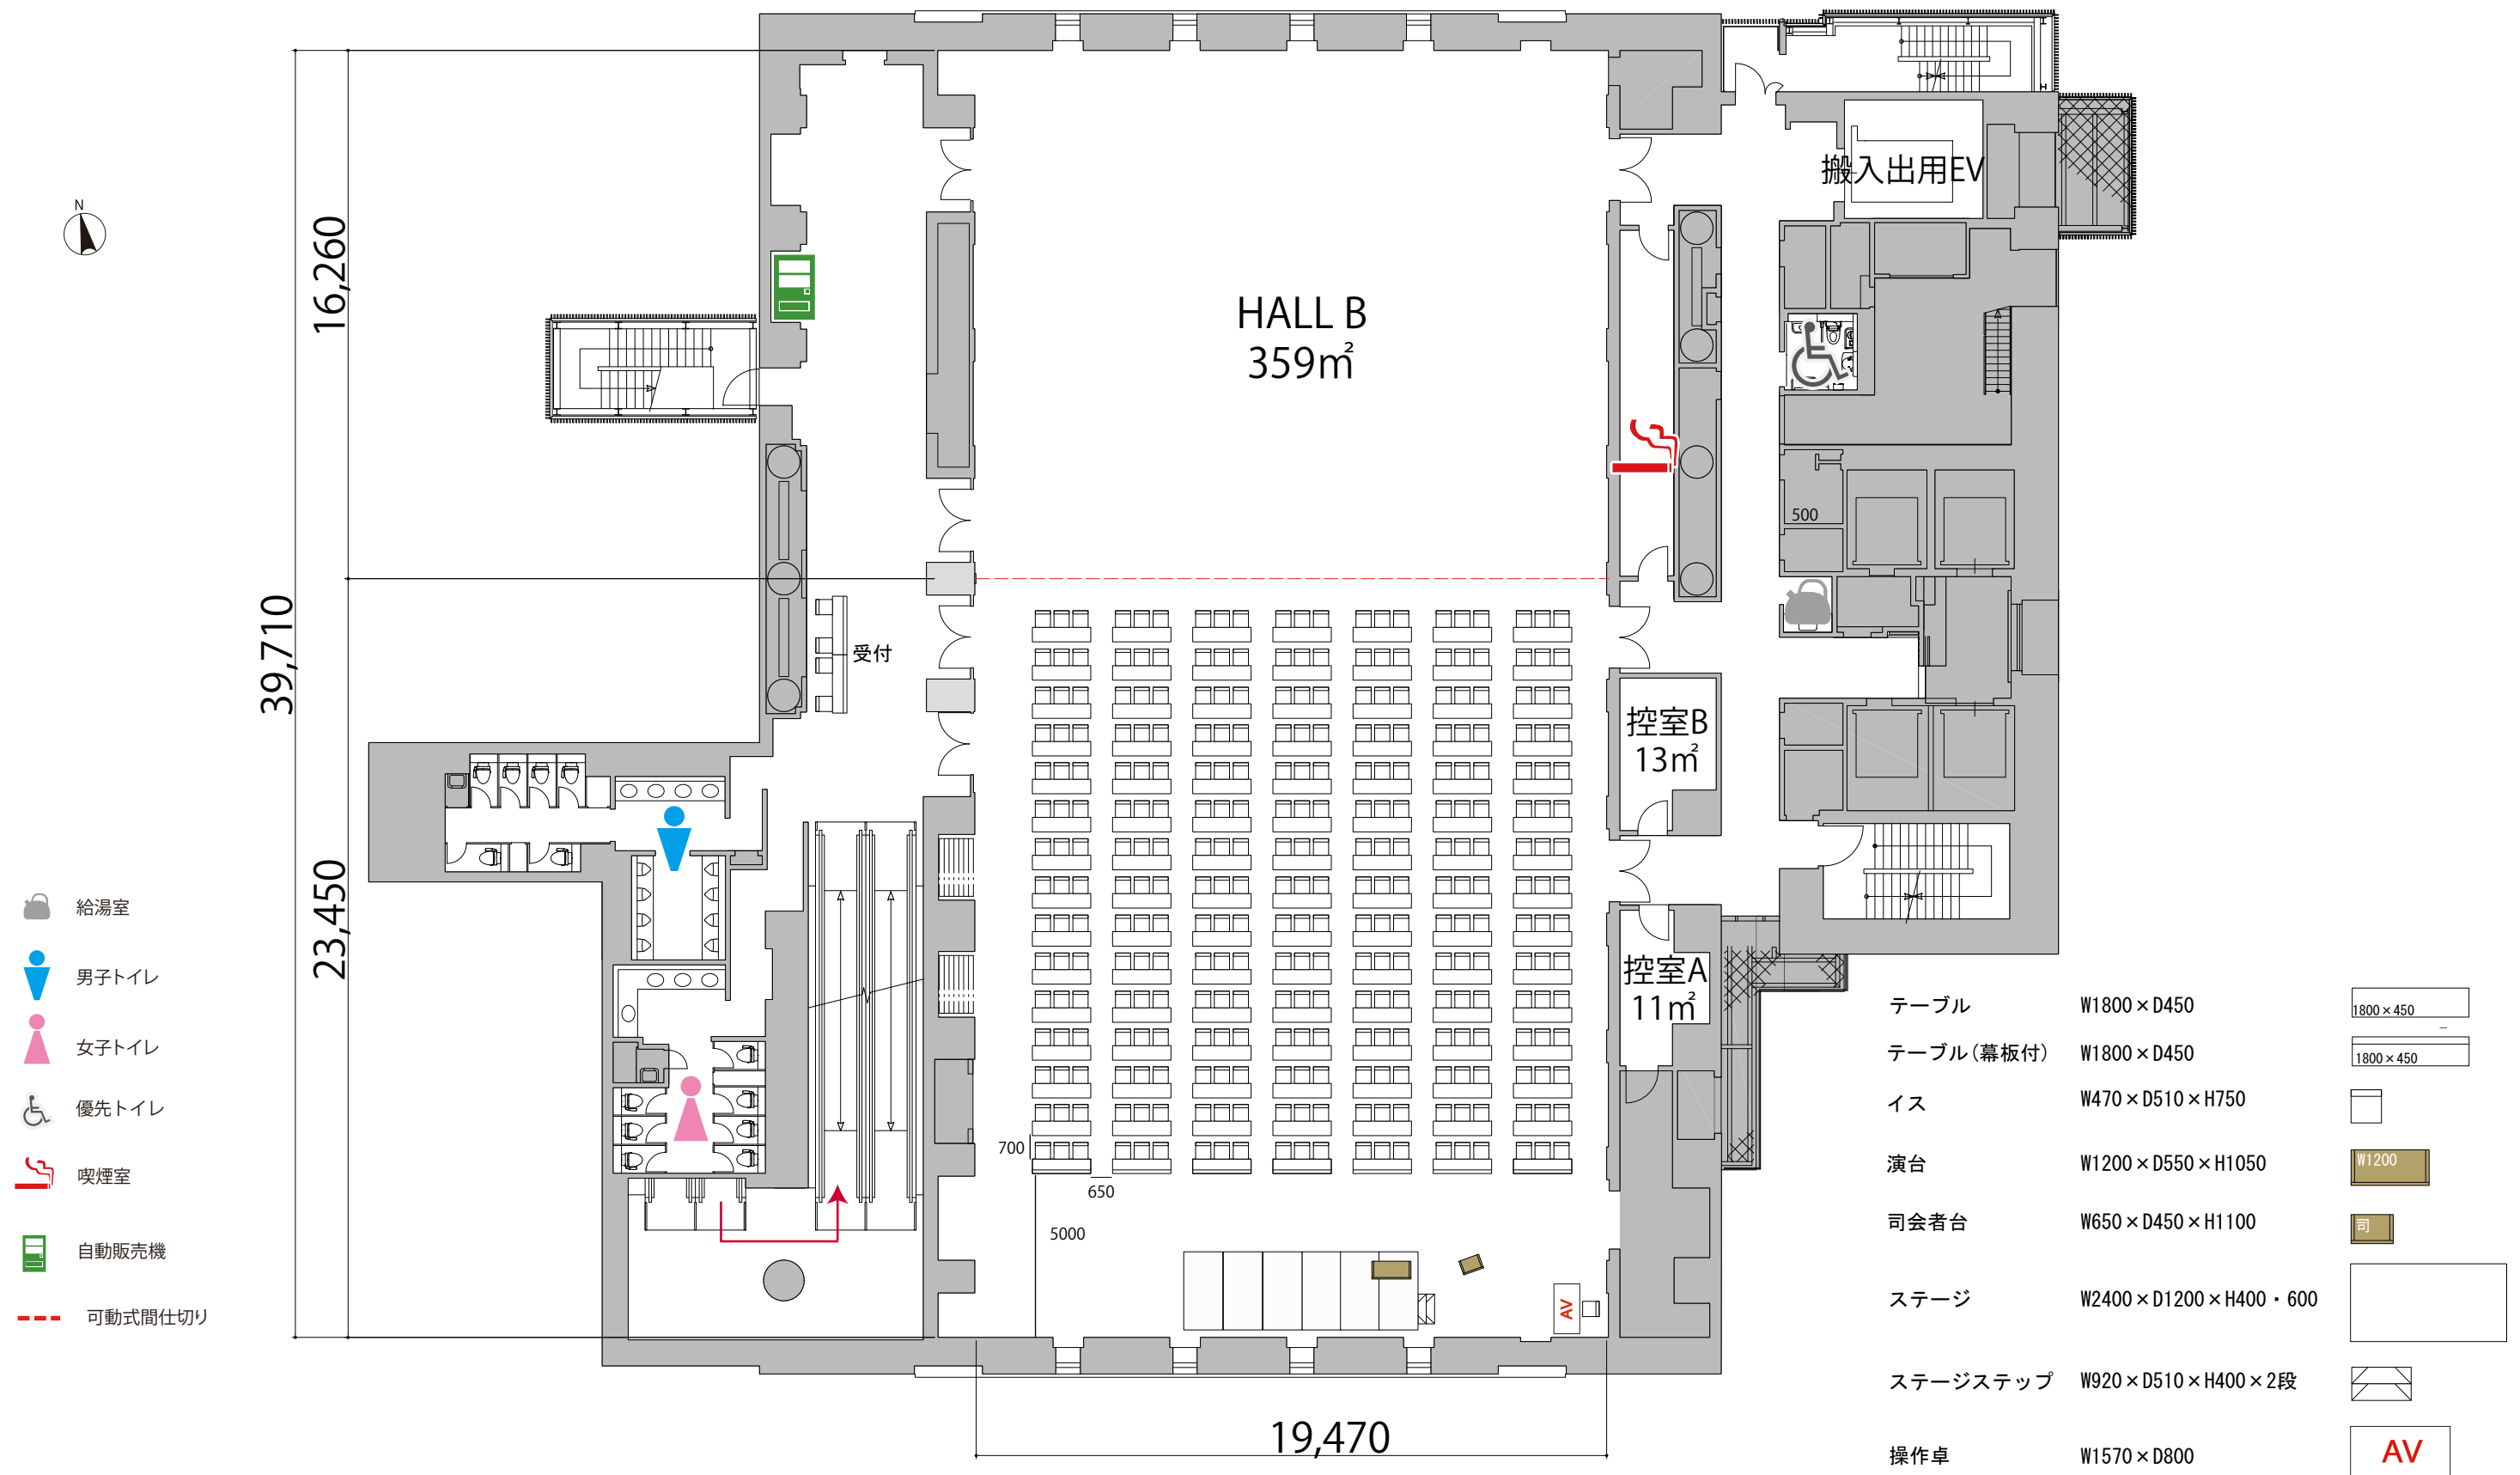 N
16,260
39,710
23,450
19,470
HALL B
359㎡
搬入出用EV
500
受付
控室B
13㎡
控室A
11㎡
700
650
5000
AV
給湯室
男子トイレ
女子トイレ
優先トイレ
喫煙室
自動販売機
可動式間仕切り
テーブル W1800×D450 1800×450
テーブル(幕板付) W1800×D450 1800×450
イス W470×D510×H750
演台 W1200×D550×H1050 W1200
司会者台 W650×D450×H1100 司
ステージ W2400×D1200×H400・600
ステージステップ W920×D510×H400×2段
操作卓 W1570×D800 AV